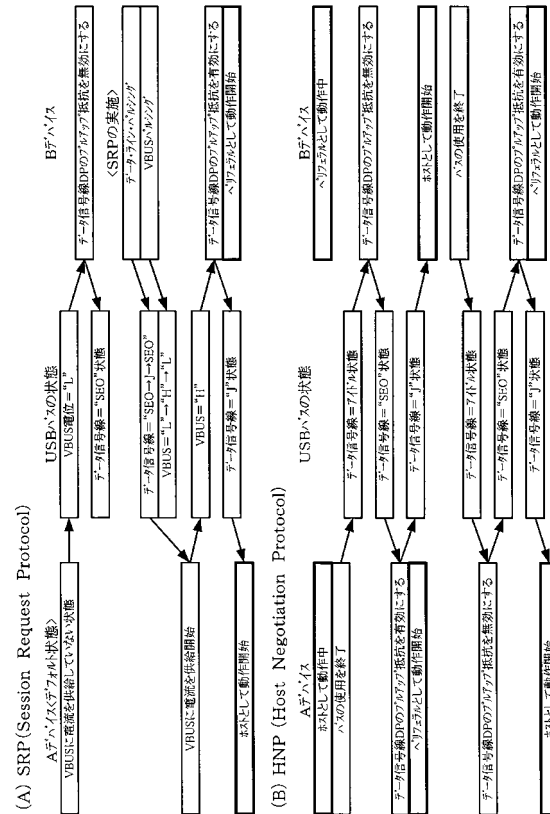 (A) SRP(Session Request Protocol)
Aデバイス<デフォルト状態>
USBバスの状態
Bデバイス
VBUSに電流を供給していない状態
VBUS電位="L"
データ信号線DPのプルアップ抵抗を無効にする
データ信号線="SEO"状態
<SRPの実施>
データ・ライン・パルシング
VBUSパルシング
データ信号線="SEO→J→SEO"
VBUS="L"→"H"→"L"
VBUSに電流を供給開始
VBUS="H"
データ信号線DPのプルアップ抵抗を有効にする
ペリフェラルとして動作開始
データ信号線="J"状態
ホストとして動作開始
(B) HNP (Host Negotiation Protocol)
Aデバイス
USBバスの状態
Bデバイス
ホストとして動作中
ペリフェラルとして動作中
バスの使用を終了
データ信号線=アイドル状態
データ信号線DPのプルアップ抵抗を無効にする
データ信号線="SEO"状態
データ信号線DPのプルアップ抵抗を有効にする
ペリフェラルとして動作開始
データ信号線="J"状態
ホストとして動作開始
バスの使用を終了
データ信号線=アイドル状態
データ信号線DPのプルアップ抵抗を無効にする
データ信号線="SEO"状態
データ信号線DPのプルアップ抵抗を有効にする
ペリフェラルとして動作開始
データ信号線="J"状態
ホストとして動作開始